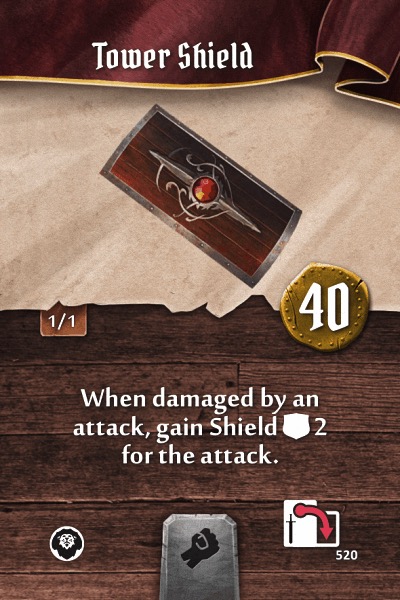 Tower Shield
1/1
40
When damaged by an
attack, gain Shield 2
for the attack.
520